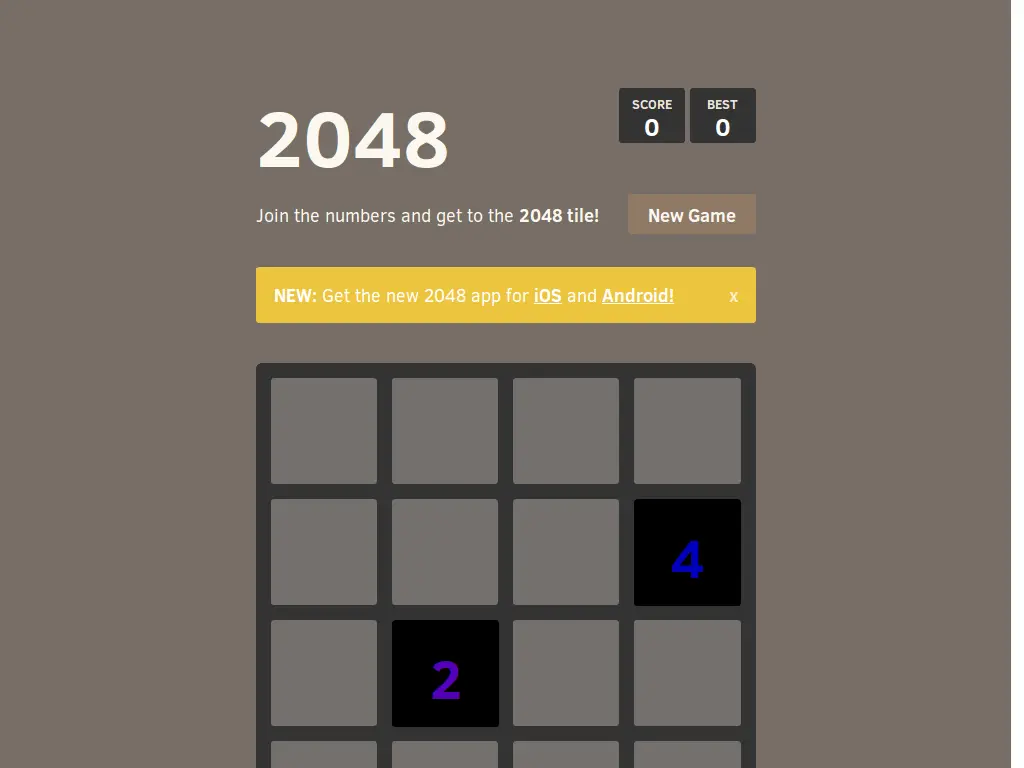 2048
SCORE
0
BEST
0
Join the numbers and get to the 2048 tile!
New Game
NEW: Get the new 2048 app for iOS and Android!
x
4
2